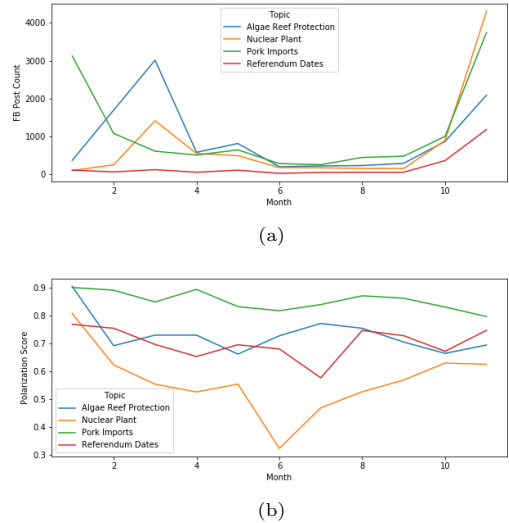 Topic
Algae Reef Protection
Nuclear Plant
Pork Imports
Referendum Dates
FB Post Count
4000
3000
2000
1000
0
2
4
6
8
10
Month
(a)
Polarization Score
0.9
0.8
0.7
0.6
0.5
0.4
0.3
Topic
Algae Reef Protection
Nuclear Plant
Pork Imports
Referendum Dates
2
4
6
8
10
Month
(b)